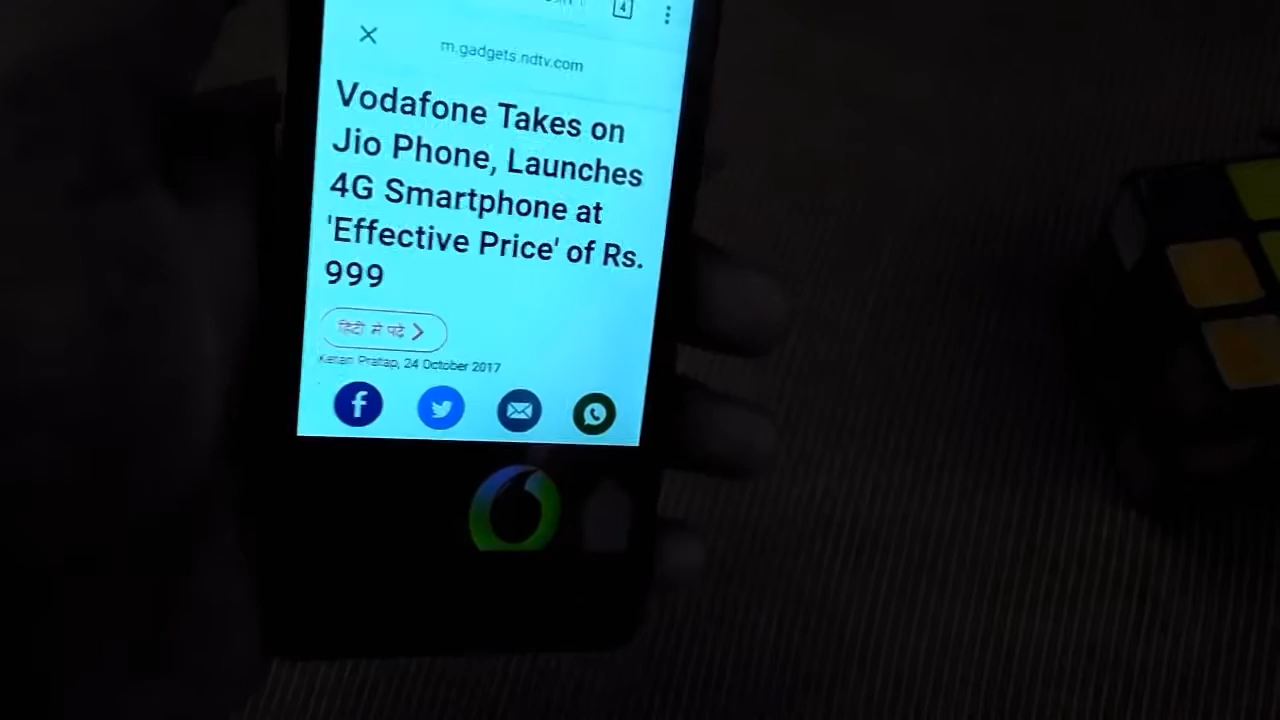 4
m.gadgets.ndtv.com
Vodafone Takes on
Jio Phone, Launches
4G Smartphone at
'Effective Price' of Rs.
999
हिंदी में पढ़ें
Ketan Pratap, 24 October 2017